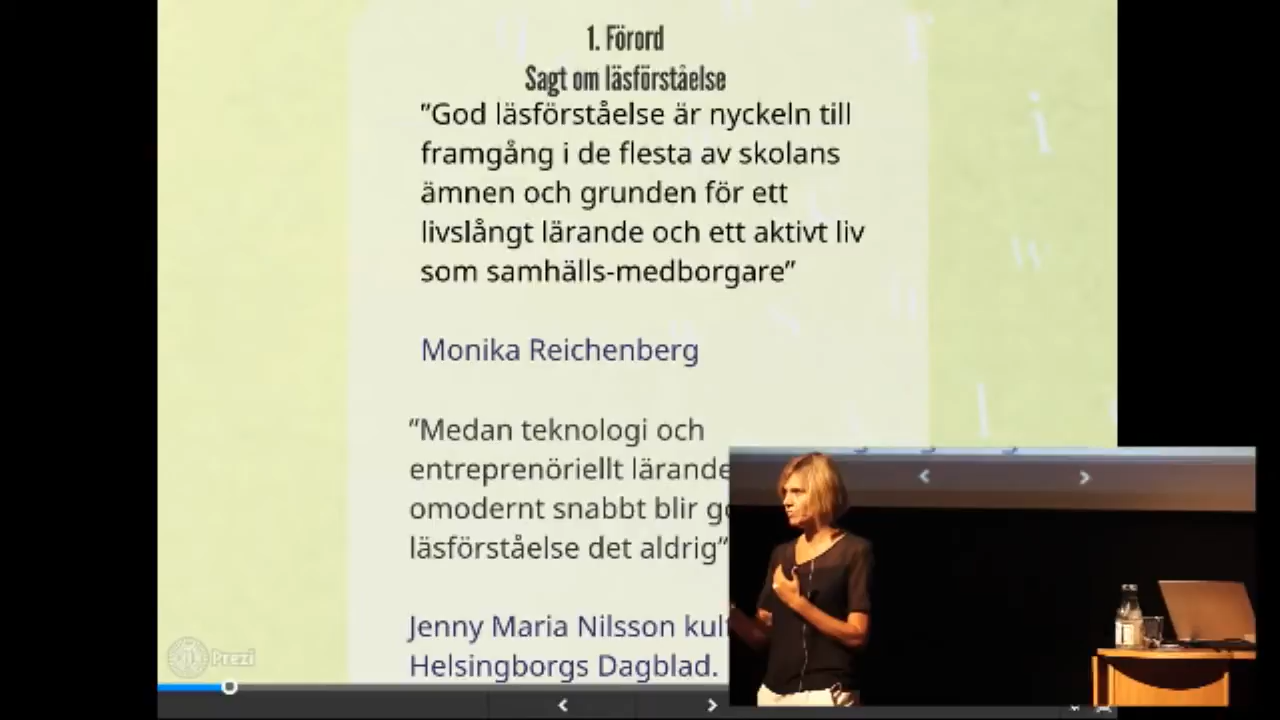 1. Förord
Sagt om läsförståelse
”God läsförståelse är nyckeln till
framgång i de flesta av skolans
ämnen och grunden för ett
livslångt lärande och ett aktivt liv
som samhälls-medborgare”
Monika Reichenberg
”Medan teknologi och
entreprenöriellt lärande
omodernt snabbt blir
läsförståelse det aldrig”
Jenny Maria Nilsson
Helsingborgs Dagblad.
Prezi